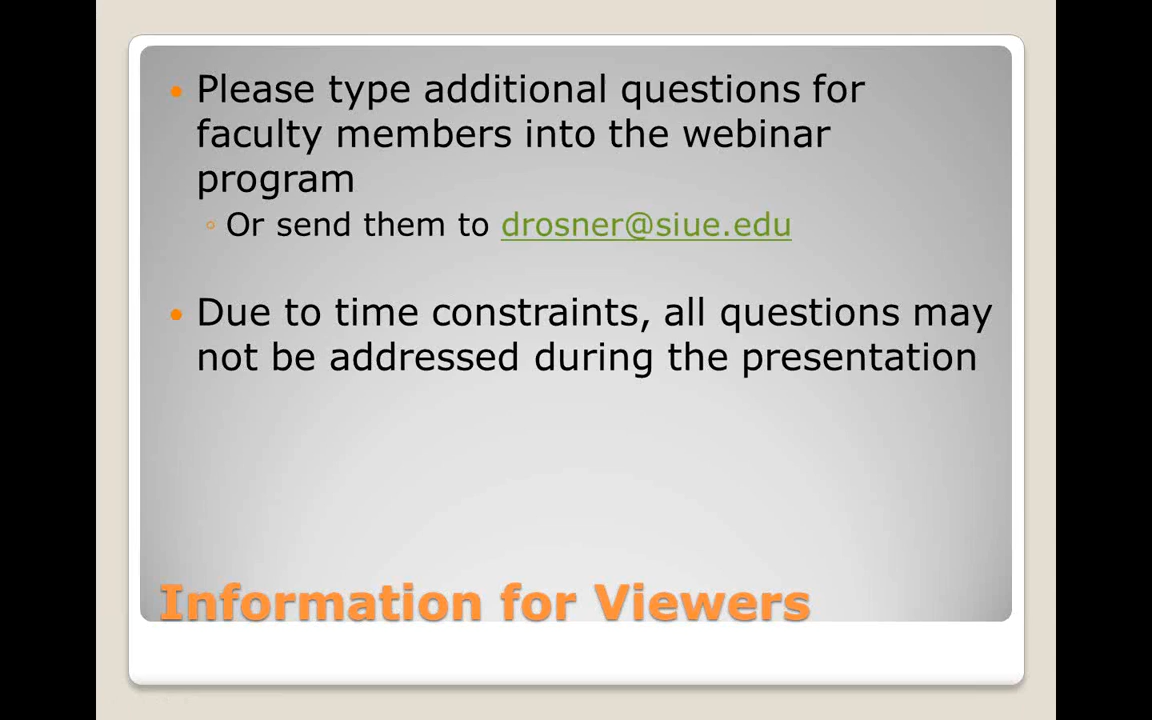 Please type additional questions for
faculty members into the webinar
program
Or send them to drosner@siue.edu
Due to time constraints, all questions may
not be addressed during the presentation
Information for Viewers